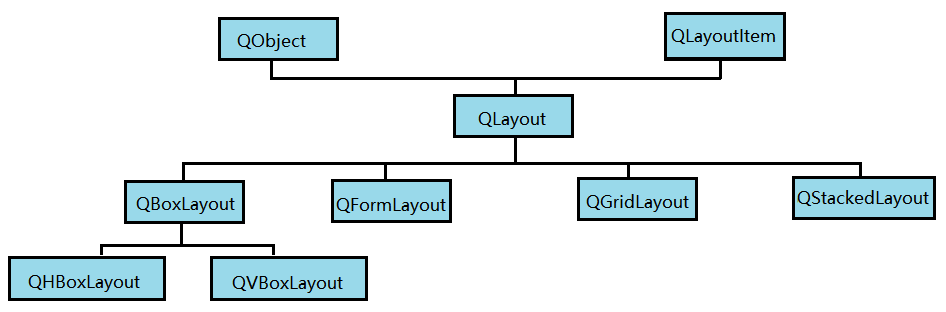 QObject
QLayoutItem
QLayout
QBoxLayout
QFormLayout
QGridLayout
QStackedLayout
QHBoxLayout
QVBoxLayout